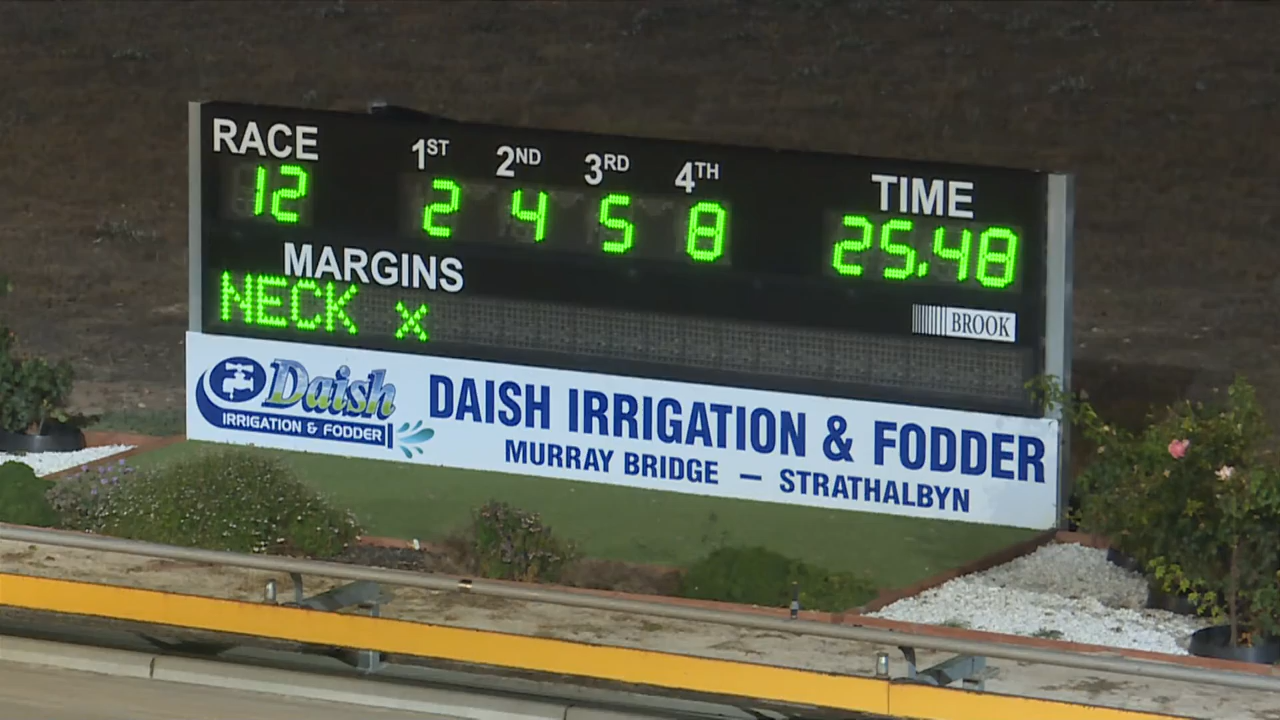 RACE 1ST 2ND 3RD 4TH TIME
12 2 4 5 8 25.48
MARGINS
NECK x
BROOK
Daish
IRRIGATION & FODDER
DAISH IRRIGATION & FODDER
MURRAY BRIDGE — STRATHALBYN